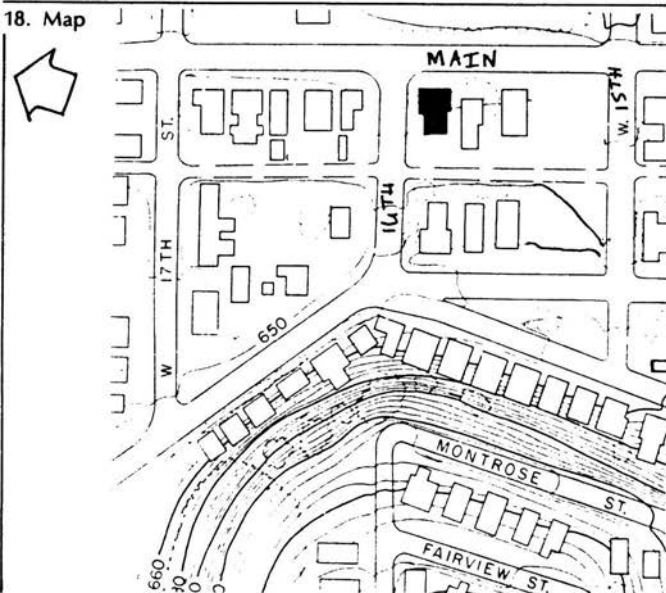 18. Map
MAIN
ST.
W. 15TH
16TH
W 17TH
650
MONTROSE ST.
FAIRVIEW ST.
660